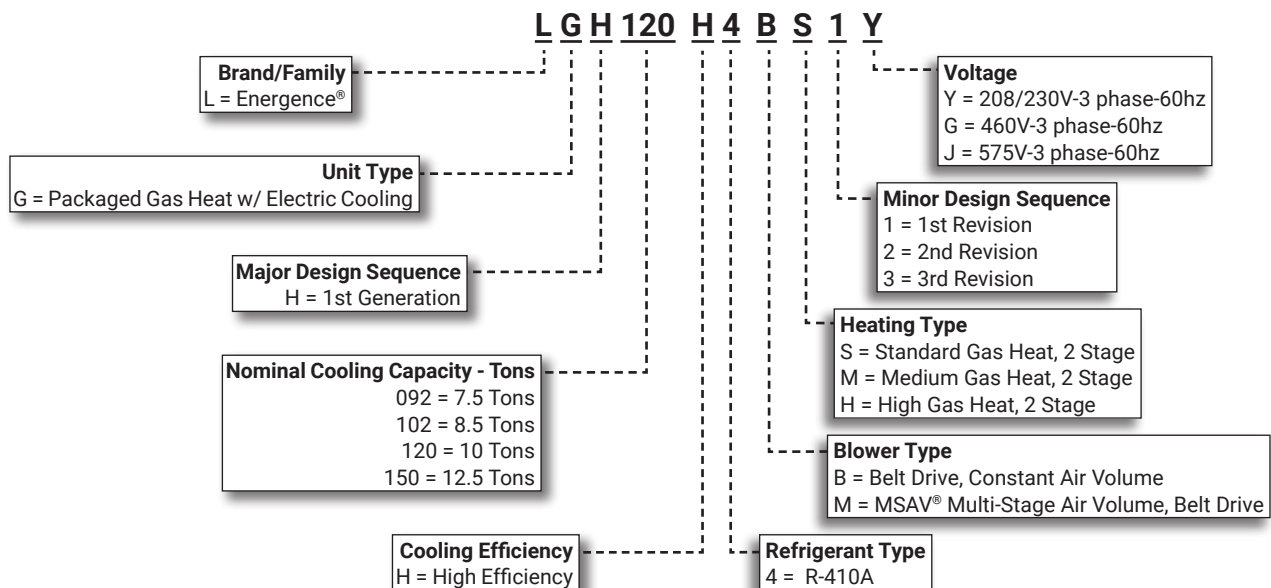 L G H 120 H 4 B S 1 Y
Brand/Family
L = Energence®
Unit Type
G = Packaged Gas Heat w/ Electric Cooling
Major Design Sequence
H = 1st Generation
Nominal Cooling Capacity - Tons
092 = 7.5 Tons
102 = 8.5 Tons
120 = 10 Tons
150 = 12.5 Tons
Cooling Efficiency
H = High Efficiency
Voltage
Y = 208/230V-3 phase-60hz
G = 460V-3 phase-60hz
J = 575V-3 phase-60hz
Minor Design Sequence
1 = 1st Revision
2 = 2nd Revision
3 = 3rd Revision
Heating Type
S = Standard Gas Heat, 2 Stage
M = Medium Gas Heat, 2 Stage
H = High Gas Heat, 2 Stage
Blower Type
B = Belt Drive, Constant Air Volume
M = MSAV® Multi-Stage Air Volume, Belt Drive
Refrigerant Type
4 = R-410A